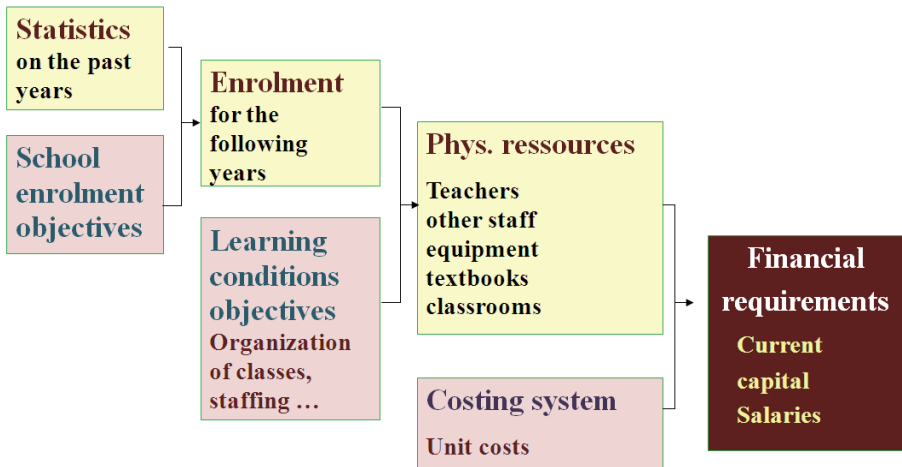 Statistics
on the past
years
School
enrolment
objectives
Enrolment
for the
following
years
Learning
conditions
objectives
Organization
of classes,
staffing …
Phys. ressources
Teachers
other staff
equipment
textbooks
classrooms
Costing system
Unit costs
Financial
requirements
Current
capital
Salaries